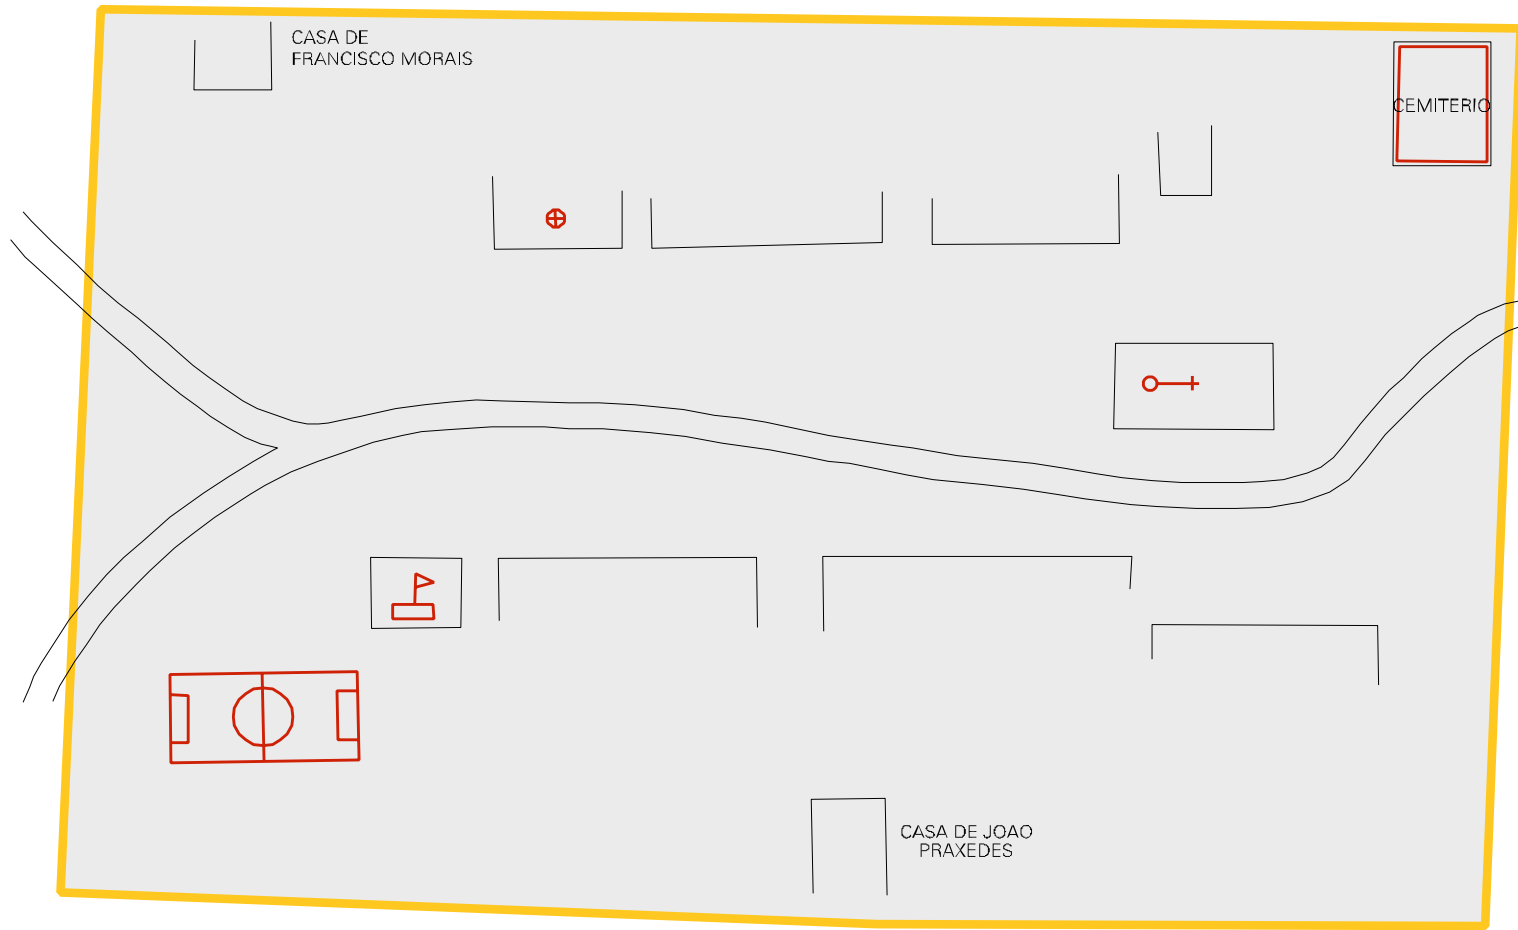 CASA DE
FRANCISCO MORAIS
CEMITERIO
CASA DE JOAO
PRAXEDES